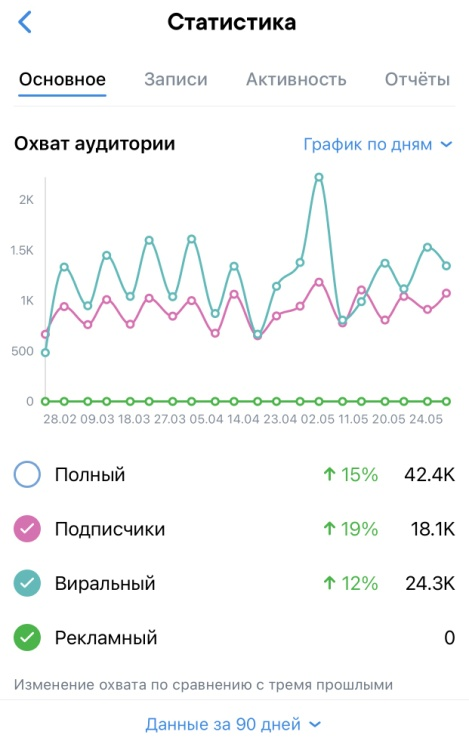 Статистика
Основное Записи Активность Отчёты
Охват аудитории График по дням
2K
1.5K
1K
500
0
28.02 09.03 18.03 27.03 05.04 14.04 23.04 02.05 11.05 20.05 24.05
Полный 15% 42.4K
Подписчики 19% 18.1K
Виральный 12% 24.3K
Рекламный 0
Изменение охвата по сравнению с тремя прошлыми
Данные за 90 дней